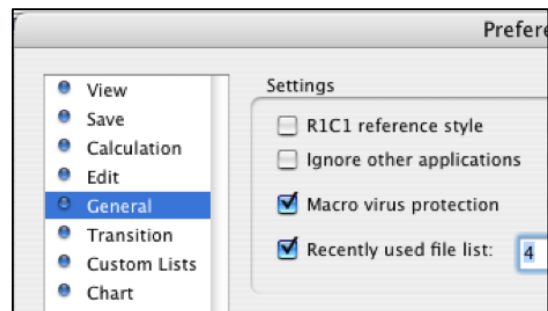 Prefere
View
Save
Calculation
Edit
General
Transition
Custom Lists
Chart
Settings
R1C1 reference style
Ignore other applications
Macro virus protection
Recently used file list: 4